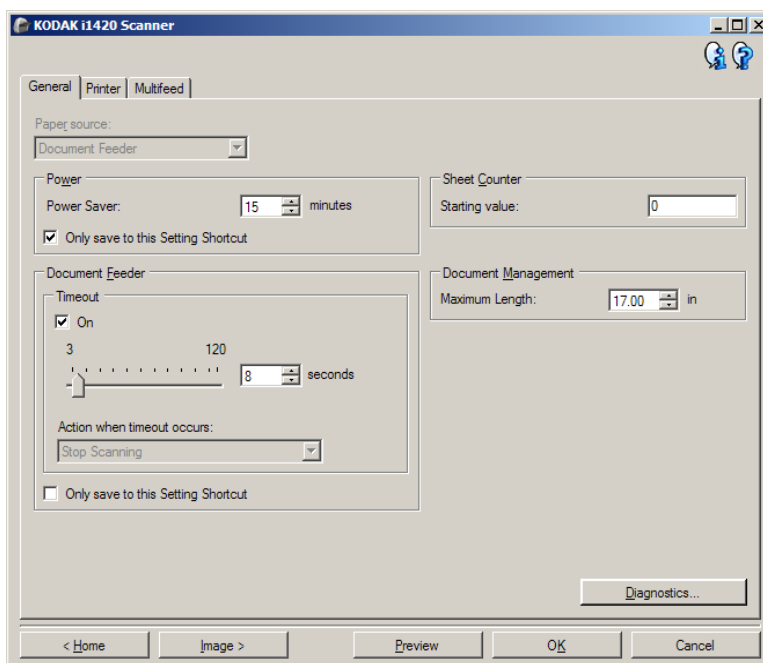 KODAK i1420 Scanner
General Printer Multifeed
Paper source:
Document Feeder
Power
Power Saver: 15 minutes
Only save to this Setting Shortcut
Sheet Counter
Starting value: 0
Document Feeder
Timeout
On
3 120
8 seconds
Action when timeout occurs:
Stop Scanning
Only save to this Setting Shortcut
Document Management
Maximum Length: 17.00 in
Diagnostics...
< Home Image > Preview OK Cancel